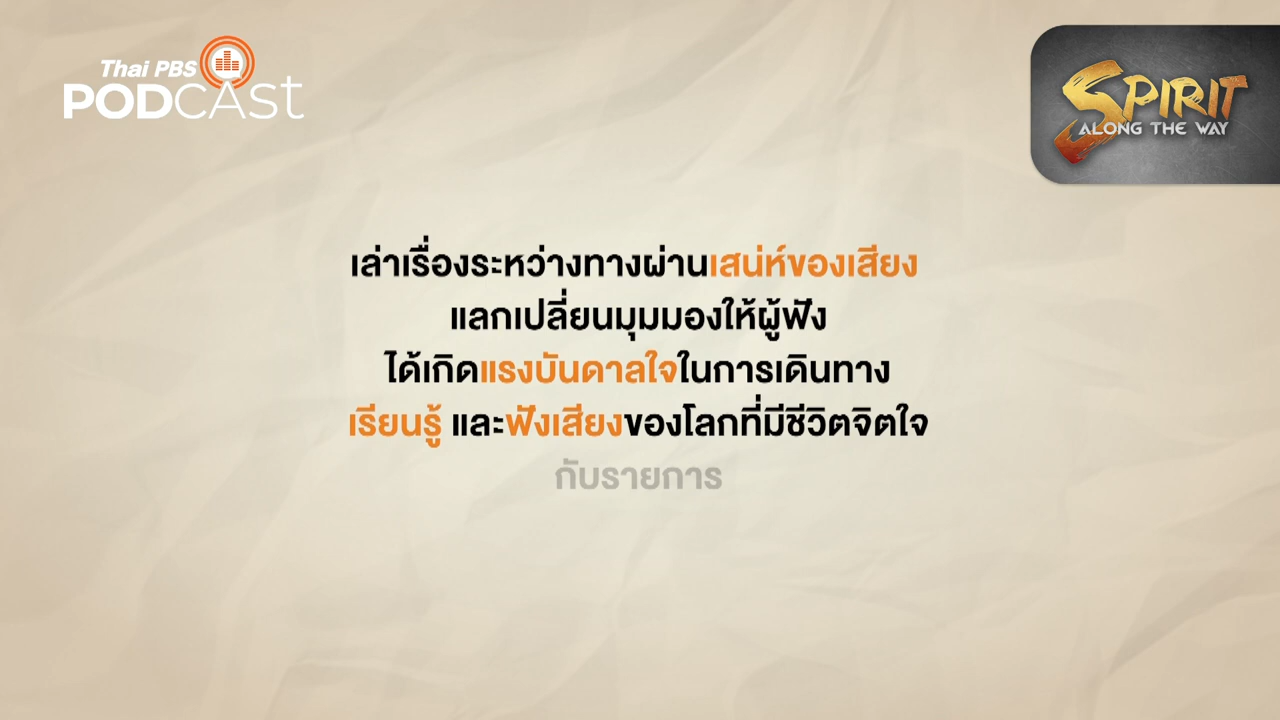 Thai PBS
PODCAST
SPIRIT
ALONG THE WAY
เล่าเรื่องระหว่างทางผ่านเสน่ห์ของเสียง
แลกเปลี่ยนมุมมองให้ผู้ฟัง
ได้เกิดแรงบันดาลใจในการเดินทาง
เรียนรู้ และฟังเสียงของโลกที่มีชีวิตจิตใจ
กับรายการ